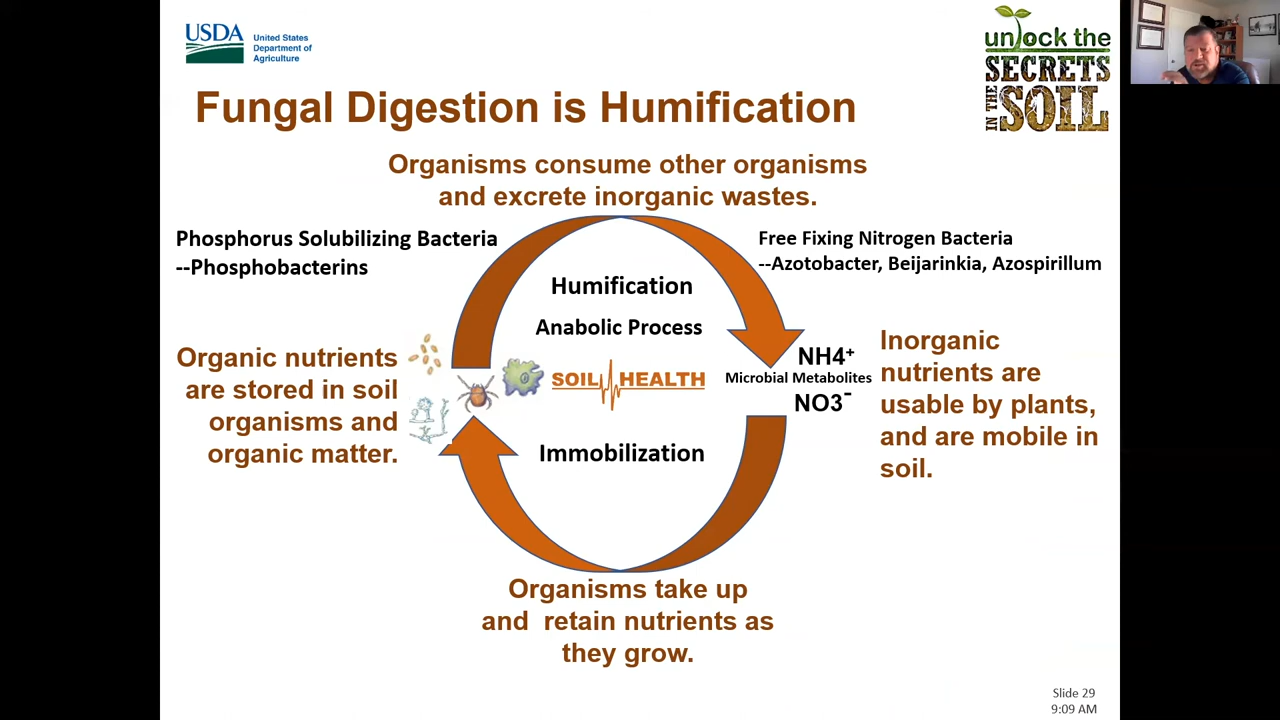 USDA
United States
Department of
Agriculture
unlock the
SECRETS
IN THE
SOIL
Fungal Digestion is Humification
Organisms consume other organisms
and excrete inorganic wastes.
Phosphorus Solubilizing Bacteria
--Phosphobacterins
Free Fixing Nitrogen Bacteria
--Azotobacter, Beijarinkia, Azospirillum
Humification
Anabolic Process
Organic nutrients
are stored in soil
organisms and
organic matter.
SOIL HEALTH
NH4+
Microbial Metabolites
NO3-
Inorganic
nutrients are
usable by plants,
and are mobile in
soil.
Immobilization
Organisms take up
and retain nutrients as
they grow.
Slide 29
9:09 AM